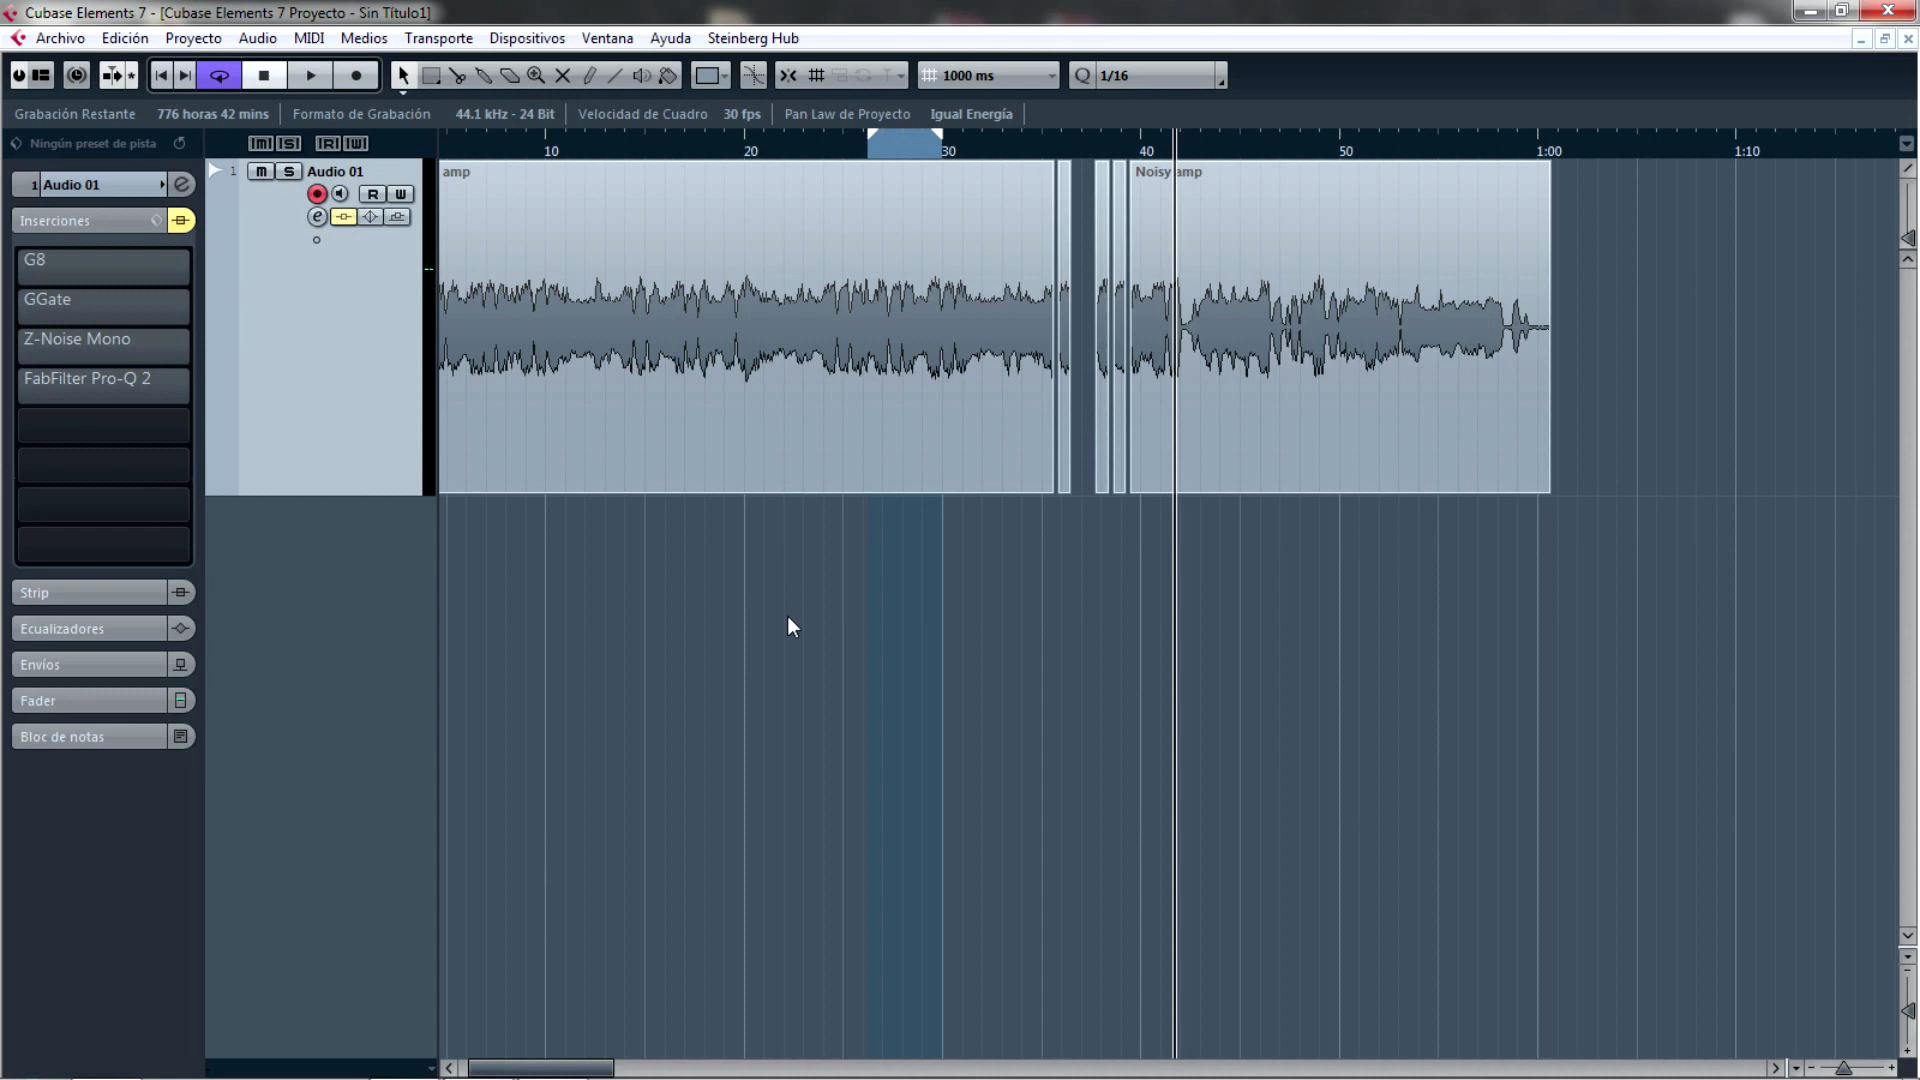 Cubase Elements 7 - [Cubase Elements 7 Proyecto - Sin Título1]
Archivo Edición Proyecto Audio MIDI Medios Transporte Dispositivos Ventana Ayuda Steinberg Hub
1000 ms Q 1/16
Grabación Restante 776 horas 42 mins Formato de Grabación 44.1 kHz - 24 Bit Velocidad de Cuadro 30 fps Pan Law de Proyecto Igual Energía
Ningún preset de pista
M S R W
10 20 30 40 50 1:00 1:10
1 Audio 01
Inserciones
G8
GGate
Z-Noise Mono
FabFilter Pro-Q 2
Strip
Ecualizadores
Envíos
Fader
Bloc de notas
1 m S Audio 01
R W
e
amp
Noisy amp